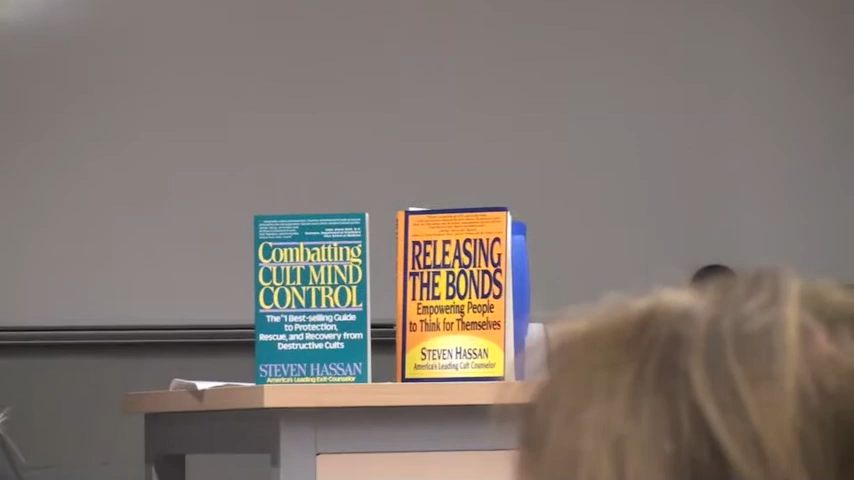 Combatting
CULT MIND
CONTROL
The #1 Best-selling Guide
to Protection,
Rescue, and Recovery from
Destructive Cults
STEVEN HASSAN
America's Leading Exit Counselor
RELEASING
THE BONDS
Empowering People
to Think for Themselves
STEVEN HASSAN
America's Leading Cult Counselor